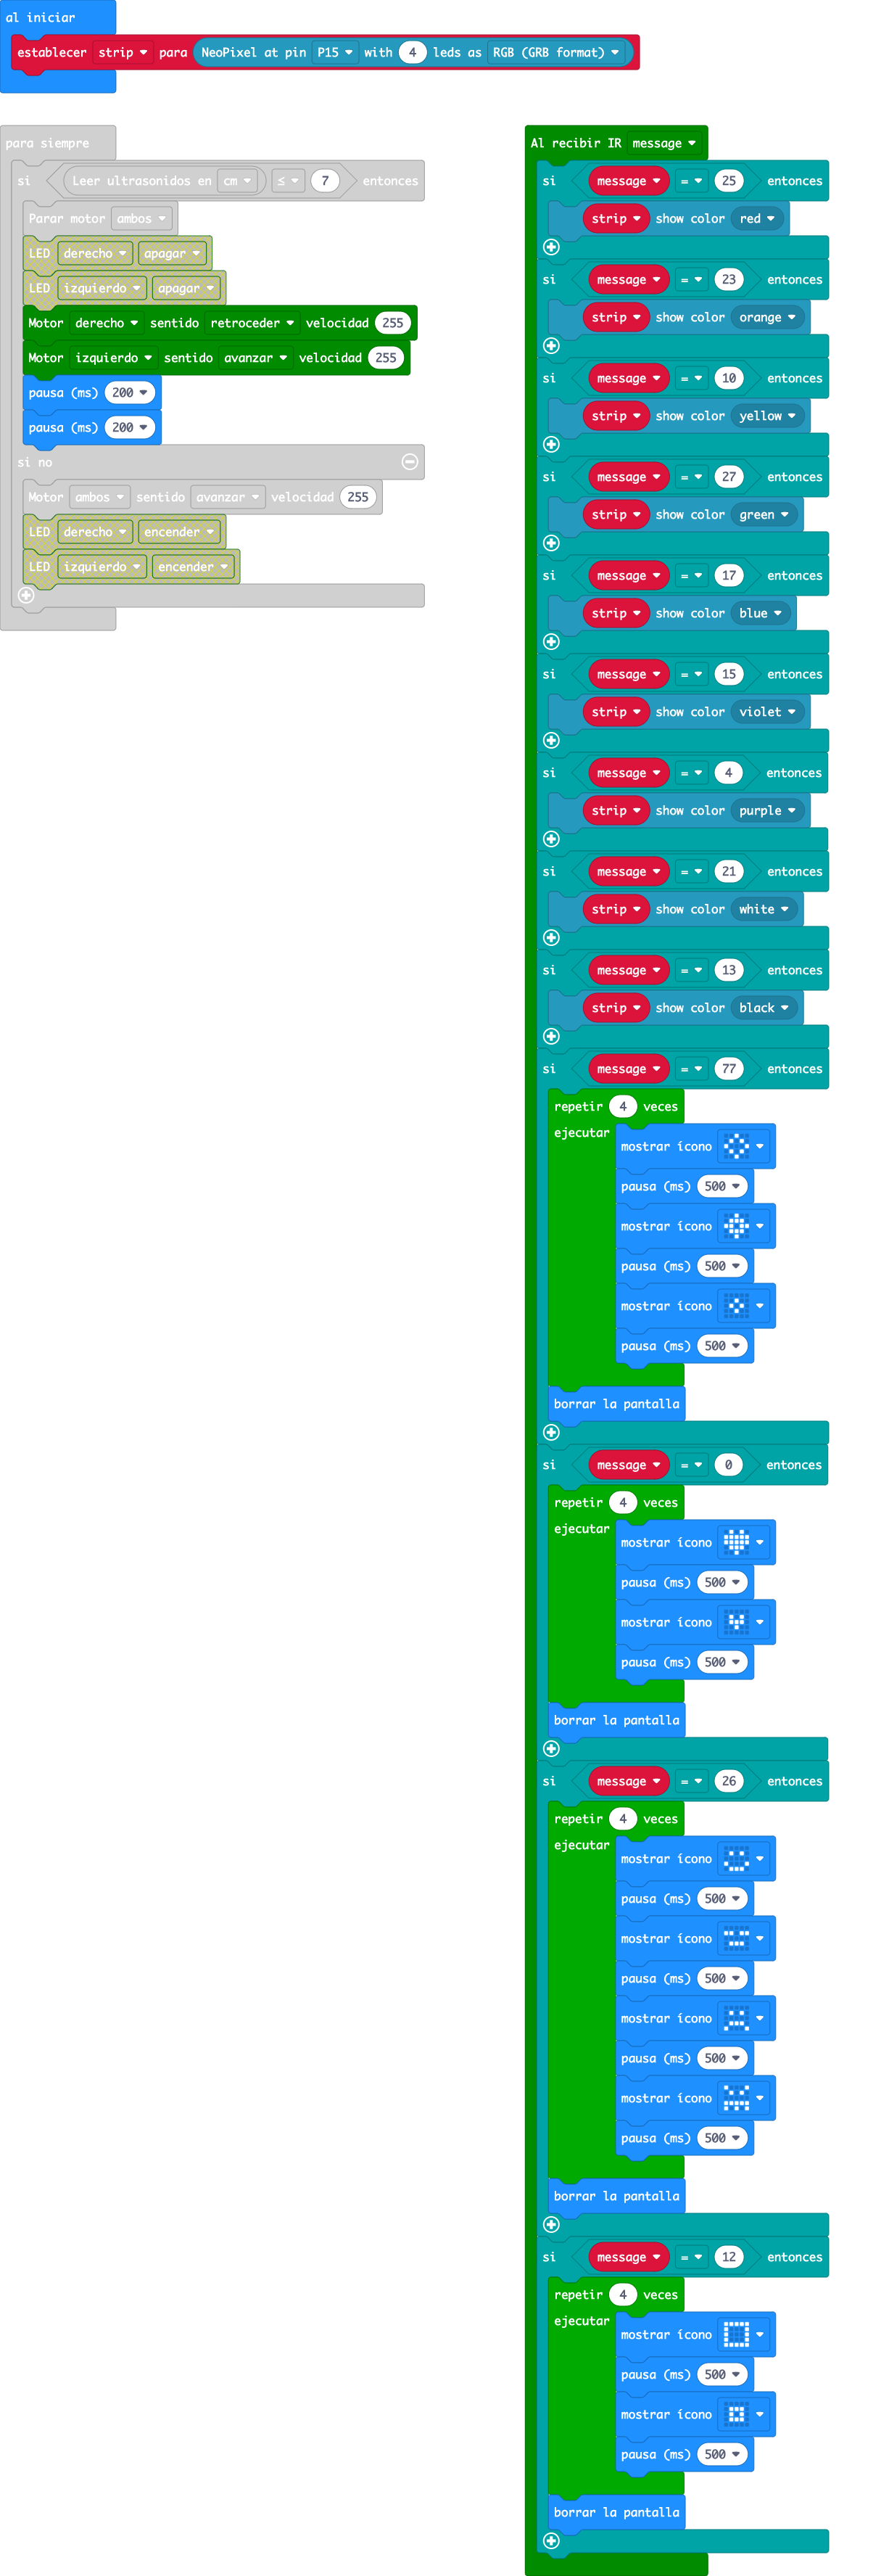 al iniciar
establecer strip para NeoPixel at pin P15 with 4 leds as RGB (GRB format)
para siempre
si Leer ultrasonidos en cm ≤ 7 entonces
Parar motor ambos
LED derecho apagar
LED izquierdo apagar
Motor derecho sentido retroceder velocidad 255
Motor izquierdo sentido avanzar velocidad 255
pausa (ms) 200
pausa (ms) 200
si no
Motor ambos sentido avanzar velocidad 255
LED derecho encender
LED izquierdo encender
Al recibir IR message
si message = 25 entonces
strip show color red
si message = 23 entonces
strip show color orange
si message = 10 entonces
strip show color yellow
si message = 27 entonces
strip show color green
si message = 17 entonces
strip show color blue
si message = 15 entonces
strip show color violet
si message = 4 entonces
strip show color purple
si message = 21 entonces
strip show color white
si message = 13 entonces
strip show color black
si message = 77 entonces
repetir 4 veces
ejecutar
mostrar ícono
pausa (ms) 500
mostrar ícono
pausa (ms) 500
mostrar ícono
pausa (ms) 500
borrar la pantalla
si message = 0 entonces
repetir 4 veces
ejecutar
mostrar ícono
pausa (ms) 500
mostrar ícono
pausa (ms) 500
borrar la pantalla
si message = 26 entonces
repetir 4 veces
ejecutar
mostrar ícono
pausa (ms) 500
mostrar ícono
pausa (ms) 500
mostrar ícono
pausa (ms) 500
mostrar ícono
pausa (ms) 500
borrar la pantalla
si message = 12 entonces
repetir 4 veces
ejecutar
mostrar ícono
pausa (ms) 500
mostrar ícono
pausa (ms) 500
borrar la pantalla